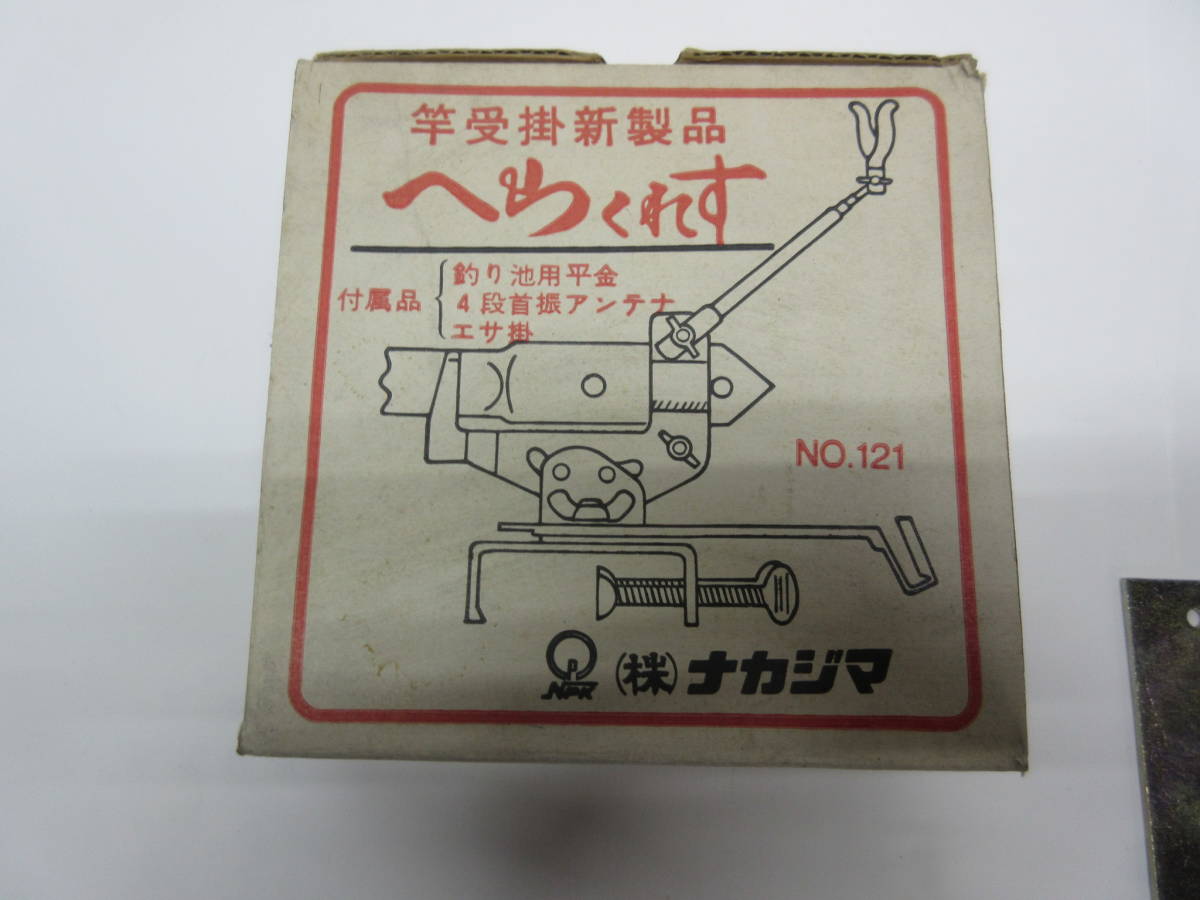 竿受掛新製品
へらくれす
付属品
釣り池用平金
4段首振アンテナ
エサ掛
NO.121
NPK
(株)ナカジマ